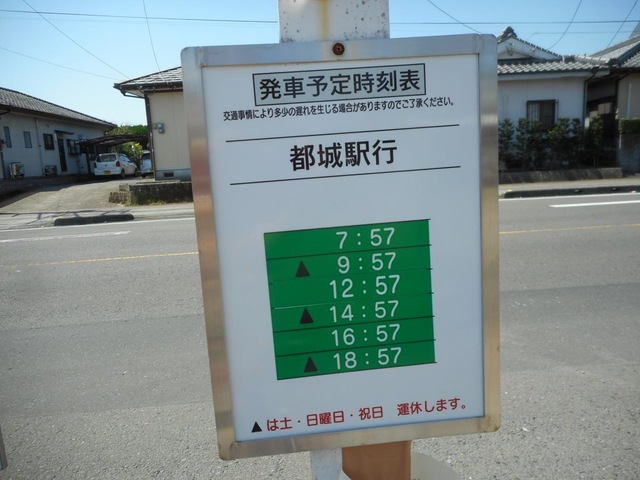 発車予定時刻表
交通事情により多少の遅れを生じる場合がありますのでご了承ください。
都城駅行
7:57
▲ 9:57
12:57
▲ 14:57
16:57
▲ 18:57
▲は土・日曜日・祝日 運休します。